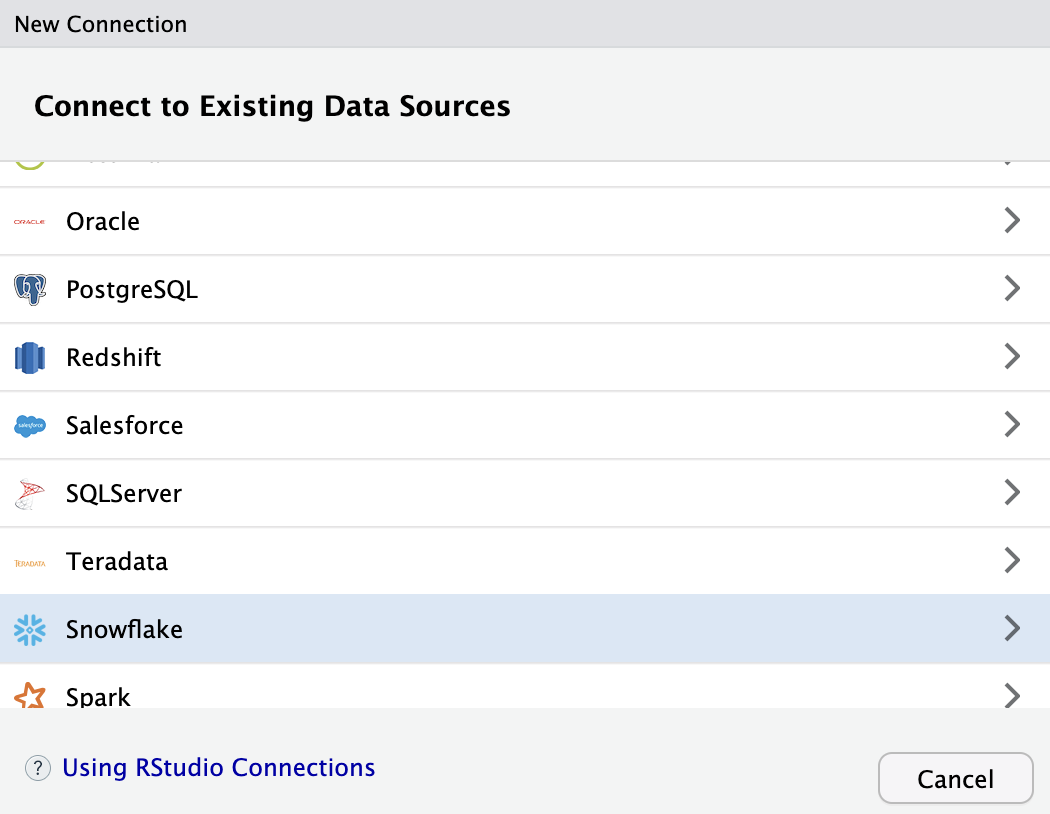 New Connection
Connect to Existing Data Sources
ORACLE Oracle
PostgreSQL
Redshift
salesforce Salesforce
SQLServer
TERADATA Teradata
Snowflake
Spark
? Using RStudio Connections
Cancel